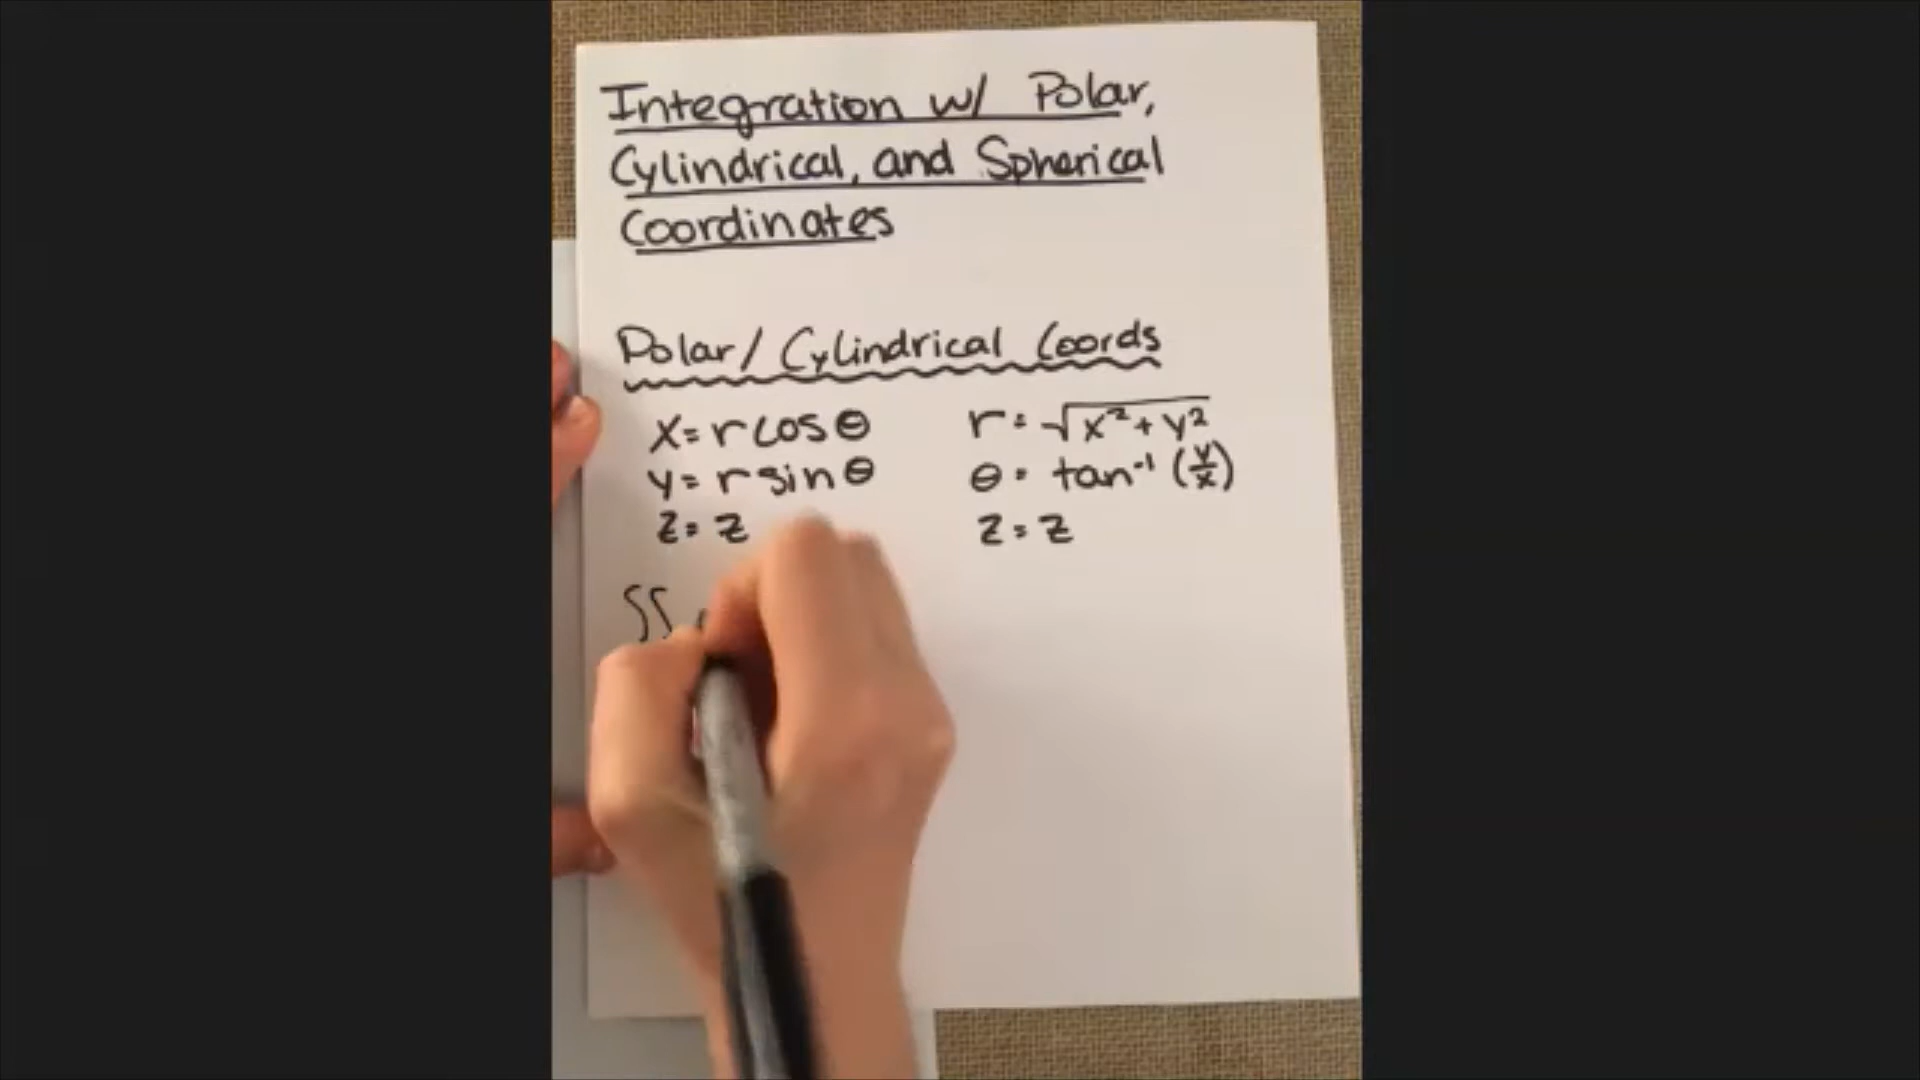 Integration w/ Polar,
Cylindrical, and Spherical
Coordinates
Polar/Cylindrical Coords
x = r cos θ
y = r sin θ
z = z
r = √x² + y²
θ = tan⁻¹ (y/x)
z = z
∫∫